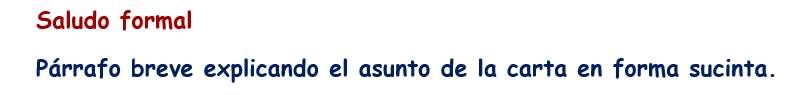 Saludo formal
Párrafo breve explicando el asunto de la carta en forma sucinta.